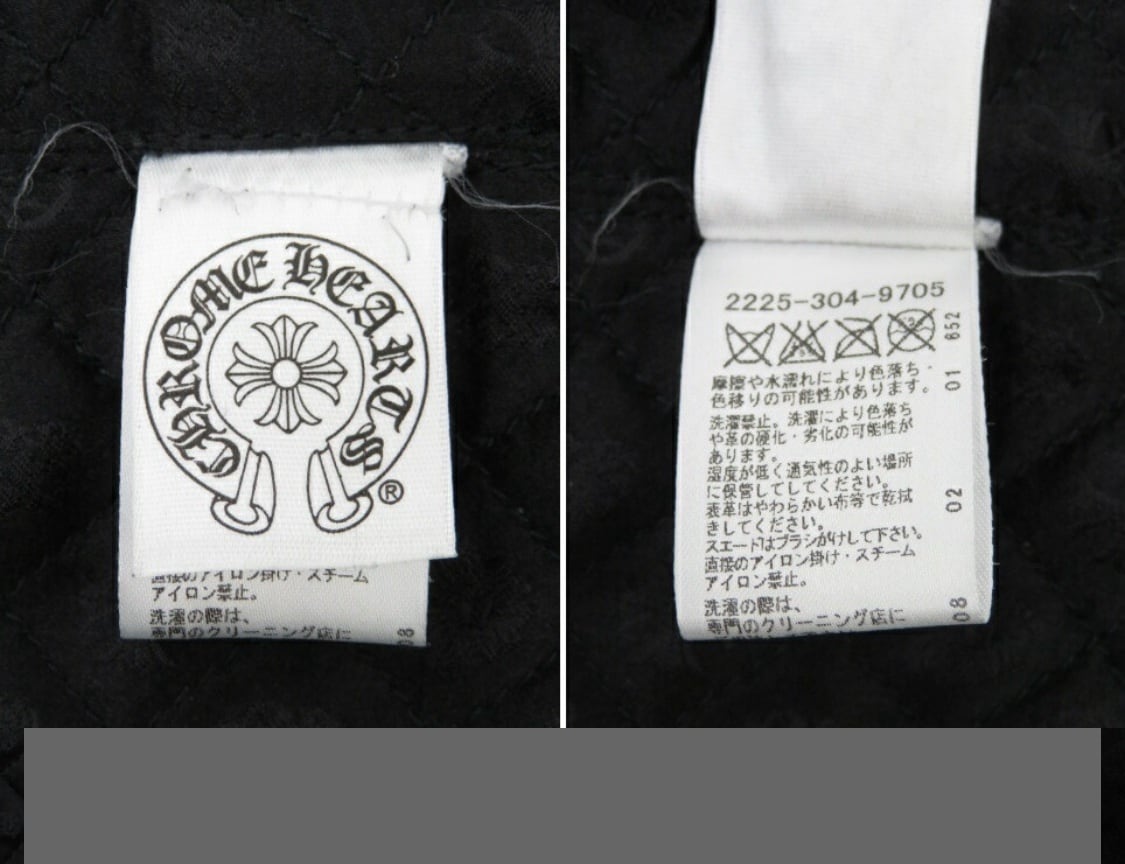 CHROME HEARTS
®
直接のアイロン掛け・スチーム
アイロン禁止。
洗濯の際は、
専門のクリーニング店に
08
2225-304-9705
摩擦や水濡れにより色落ち・
色移りの可能性があります。
洗濯禁止。洗濯により色落ち
や革の硬化・劣化の可能性が
あります。
湿度が低く通気性のよい場所
に保管してしてください。
表革はやわらかい布等で乾拭
きしてください。
スエードはブラシがけして下さい。
直接のアイロン掛け・スチーム
アイロン禁止。
洗濯の際は、
専門のクリーニング店に
652
01
02
08